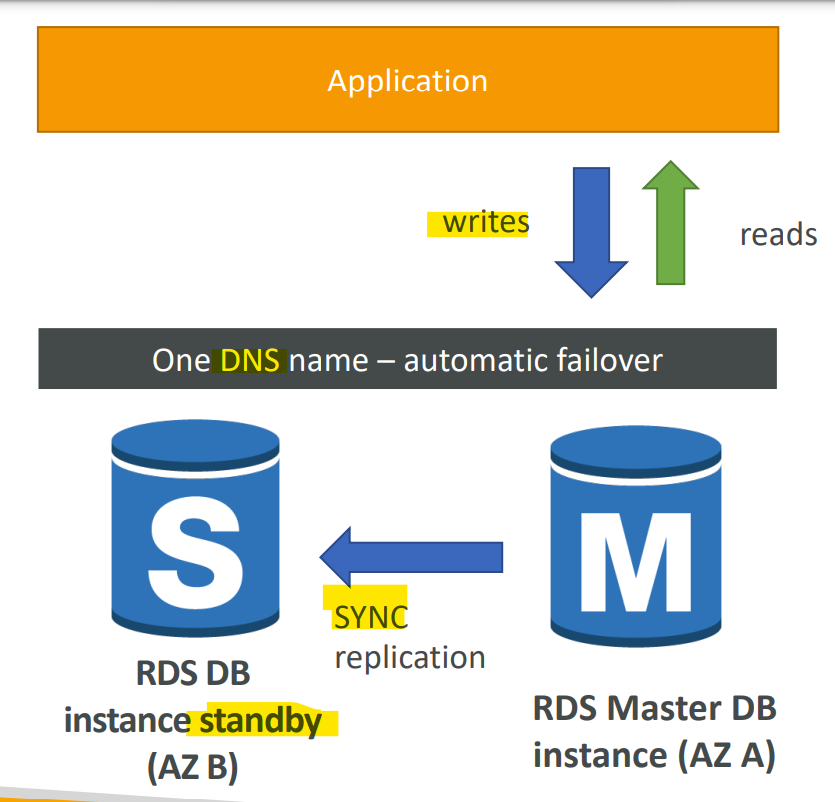 Application
writes
reads
One DNS name – automatic failover
S
M
SYNC
replication
RDS DB
instance standby
(AZ B)
RDS Master DB
instance (AZ A)